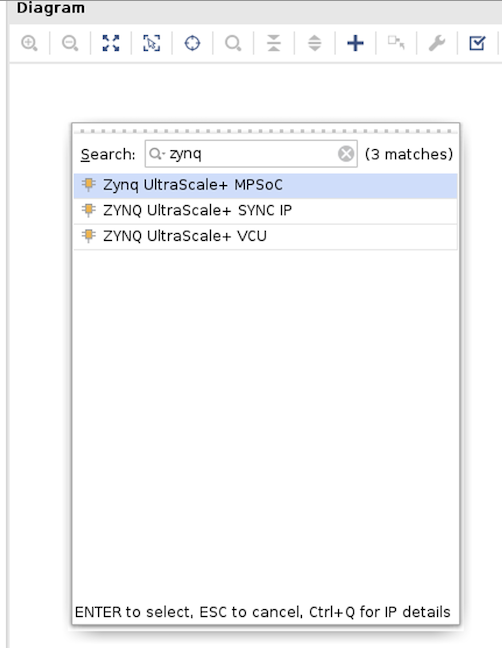 Diagram
Search: zynq (3 matches)
Zynq UltraScale+ MPSoC
ZYNQ UltraScale+ SYNC IP
ZYNQ UltraScale+ VCU
ENTER to select, ESC to cancel, Ctrl+Q for IP details